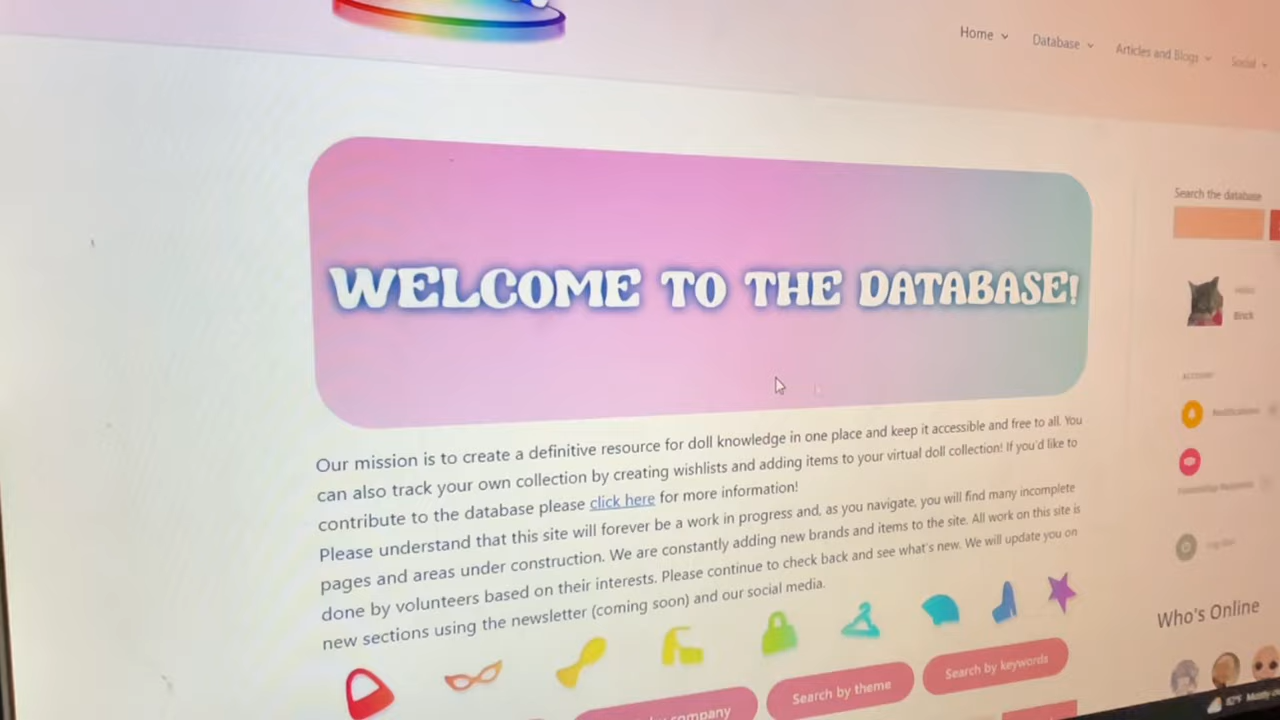 Home
Database
Articles and Blogs
Social
Search the database
WELCOME TO THE DATABASE!
Brick
Our mission is to create a definitive resource for doll knowledge in one place and keep it accessible and free to all. You
can also track your own collection by creating wishlists and adding items to your virtual doll collection! If you'd like to
contribute to the database please click here for more information!
Please understand that this site will forever be a work in progress and, as you navigate, you will find many incomplete
pages and areas under construction. We are constantly adding new brands and items to the site. All work on this site is
done by volunteers based on their interests. Please continue to check back and see what's new. We will update you on
new sections using the newsletter (coming soon) and our social media.
Who's Online
company
Search by theme
Search by keywords